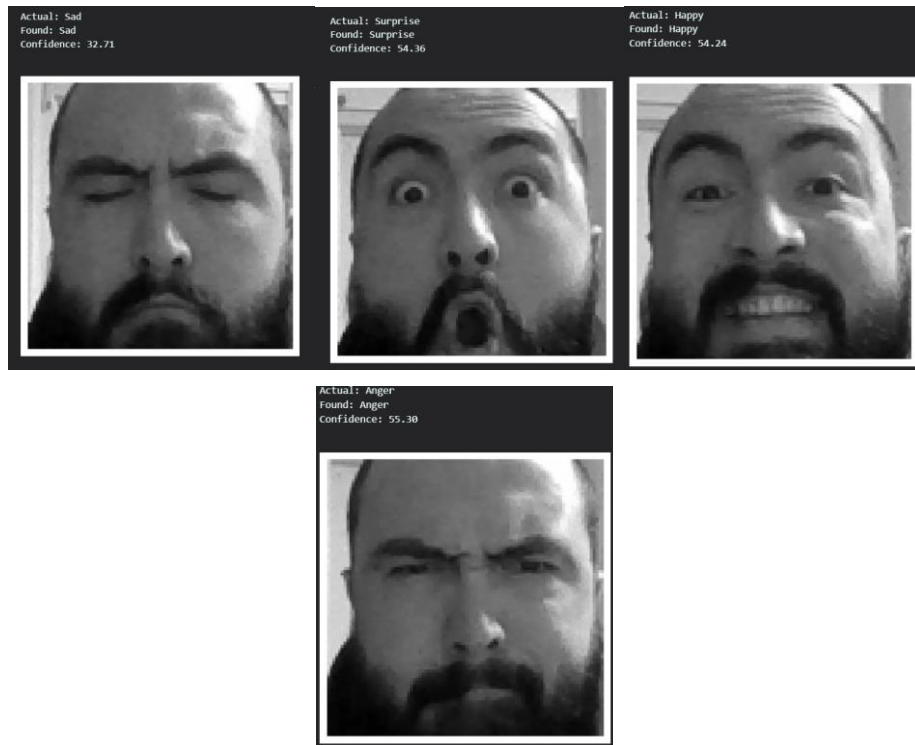 Actual: Sad
Found: Sad
Confidence: 32.71
Actual: Surprise
Found: Surprise
Confidence: 54.36
Actual: Happy
Found: Happy
Confidence: 54.24
Actual: Anger
Found: Anger
Confidence: 55.30